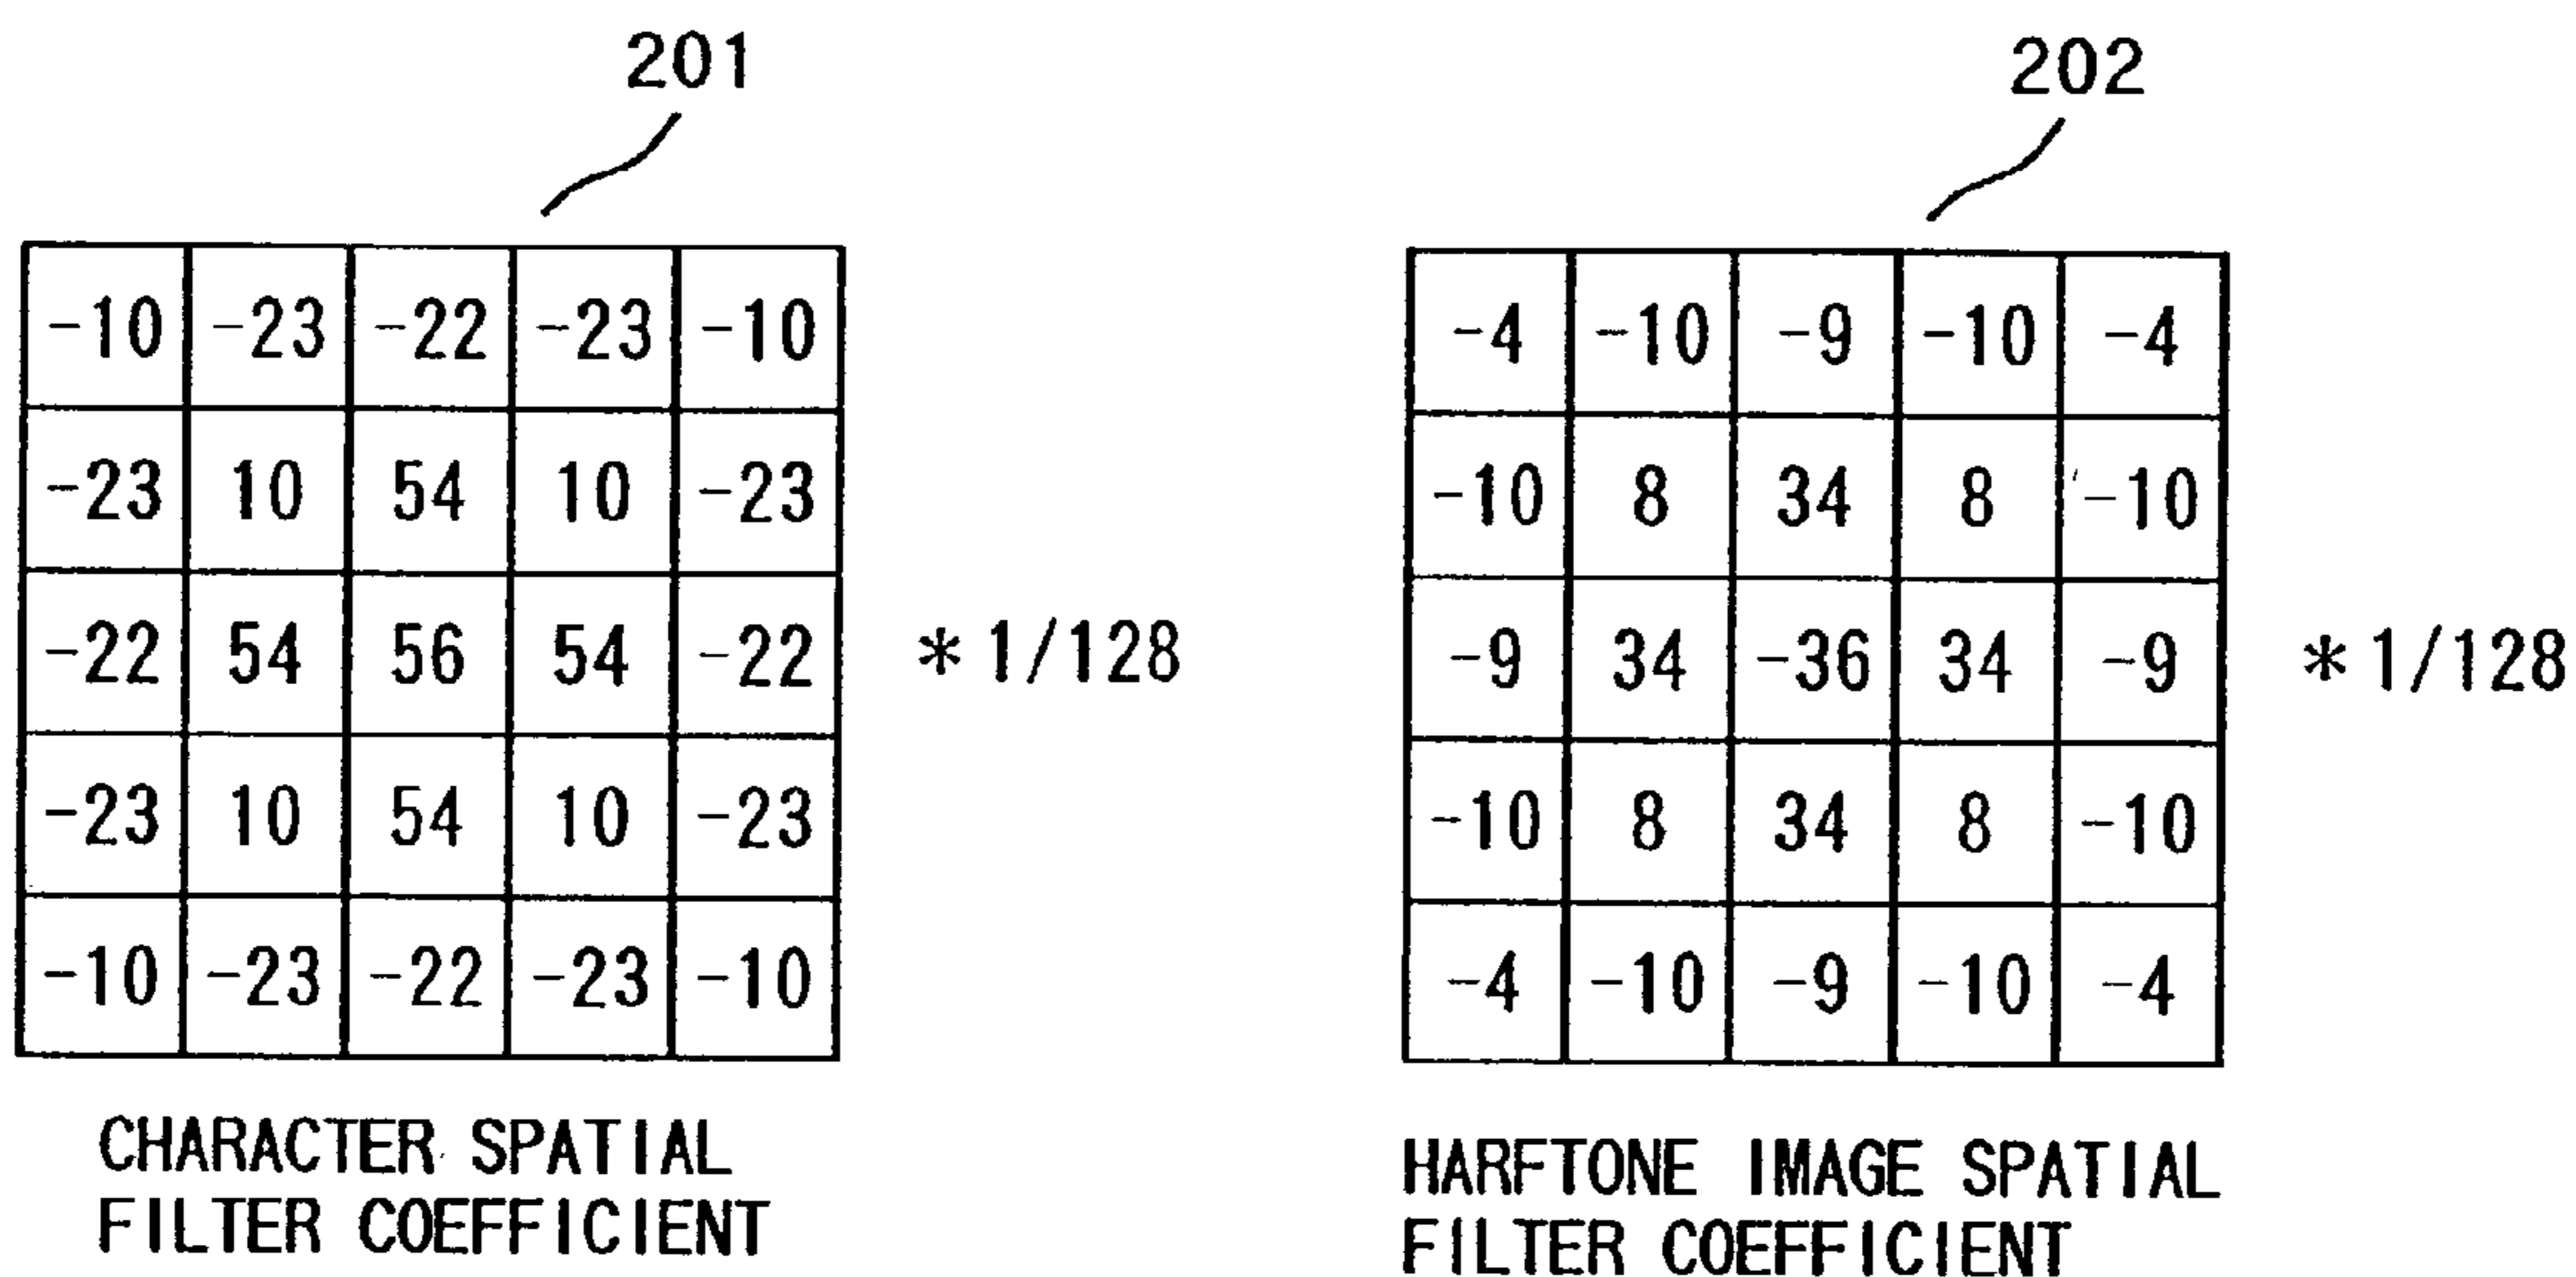 201
-10 -23 -22 -23 -10
-23 10 54 10 -23
-22 54 56 54 -22
-23 10 54 10 -23
-10 -23 -22 -23 -10
*1/128
CHARACTER SPATIAL
FILTER COEFFICIENT
202
-4 -10 -9 -10 -4
-10 8 34 8 -10
-9 34 -36 34 -9
-10 8 34 8 -10
-4 -10 -9 -10 -4
*1/128
HARFTONE IMAGE SPATIAL
FILTER COEFFICIENT